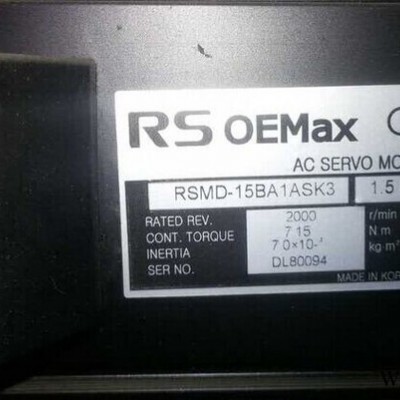 RS OEMax
AC SERVO MO
RSMD-15BA1ASK3 1.5
RATED REV. 2000 r/min
CONT. TORQUE 7.15 N m
INERTIA 7.0×10⁻⁴ kg m²
SER NO. DL80094
MADE IN KOR
W